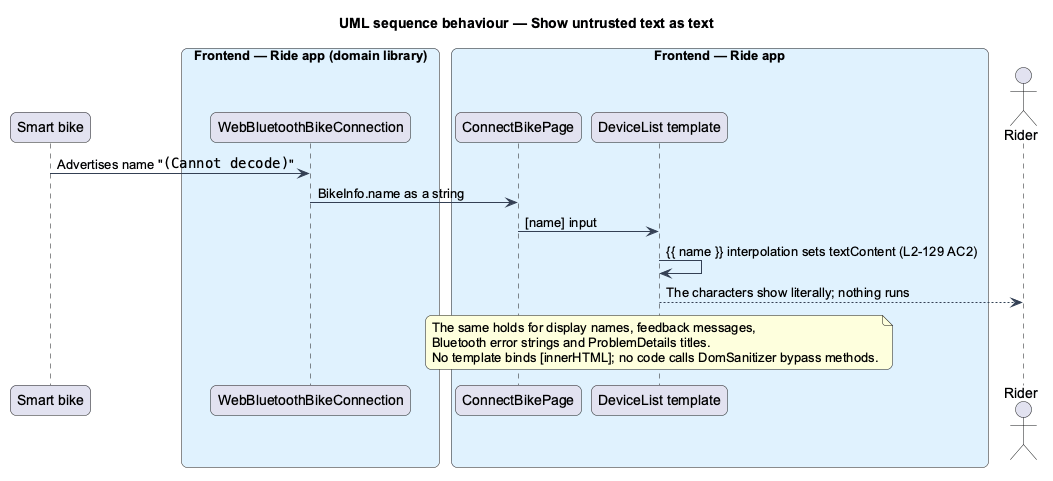 UML sequence behaviour — Show untrusted text as text
Frontend — Ride app (domain library)
Frontend — Ride app
Rider
Smart bike
WebBluetoothBikeConnection
ConnectBikePage
DeviceList template
Advertises name "(Cannot decode)"
BikeInfo.name as a string
[name] input
{{ name }} interpolation sets textContent (L2-129 AC2)
The characters show literally; nothing runs
The same holds for display names, feedback messages,
Bluetooth error strings and ProblemDetails titles.
No template binds [innerHTML]; no code calls DomSanitizer bypass methods.
Smart bike
WebBluetoothBikeConnection
ConnectBikePage
DeviceList template
Rider